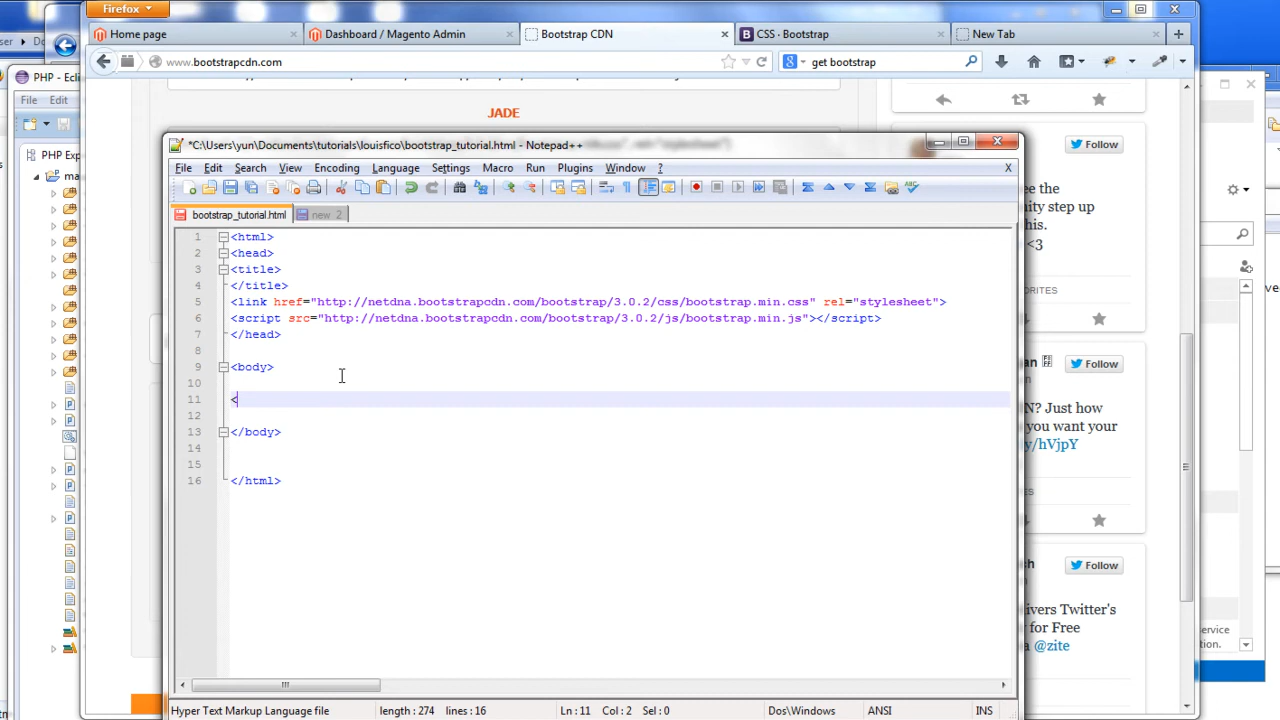 Firefox
Home page
Dashboard / Magento Admin
Bootstrap CDN
CSS · Bootstrap
New Tab
www.bootstrapcdn.com
get bootstrap
PHP - Ecli
File Edit
PHP Exp
ma
JADE
Follow
ee the
nity step up
this.
<3
ORITES
Follow
N? Just how
you want your
y/hVjpY
Follow
ivers Twitter's
for Free
a @zite
*C:\Users\yun\Documents\tutorials\louisfico\bootstrap_tutorial.html - Notepad++
File Edit Search View Encoding Language Settings Macro Run Plugins Window ? X
bootstrap_tutorial.html
new 2
1 <html>
2 <head>
3 <title>
4 </title>
5 <link href="http://netdna.bootstrapcdn.com/bootstrap/3.0.2/css/bootstrap.min.css" rel="stylesheet">
6 <script src="http://netdna.bootstrapcdn.com/bootstrap/3.0.2/js/bootstrap.min.js"></script>
7 </head>
8
9 <body>
10
11 <
12
13 </body>
14
15
16 </html>
Hyper Text Markup Language file length : 274 lines : 16 Ln : 11 Col : 2 Sel : 0 Dos\Windows ANSI INS